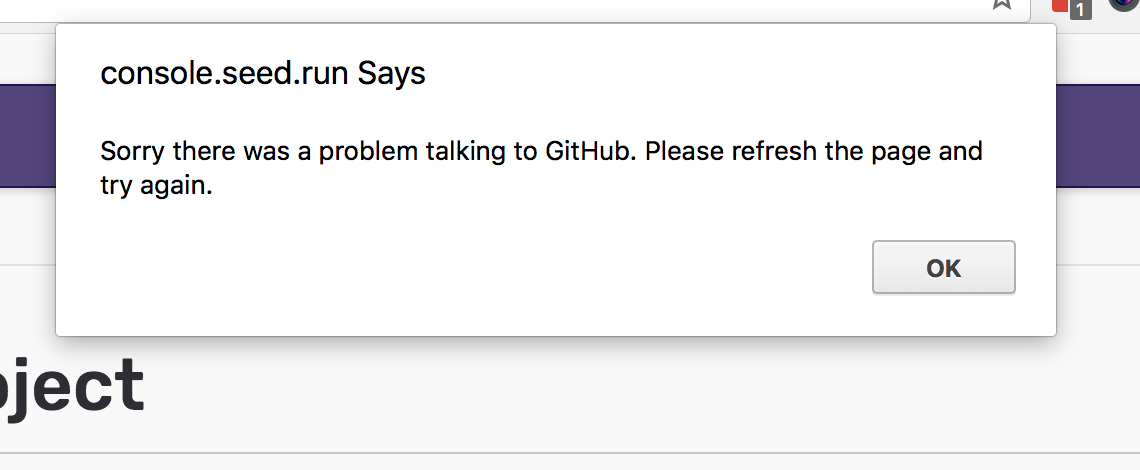 1
console.seed.run Says
Sorry there was a problem talking to GitHub. Please refresh the page and
try again.
OK
oject